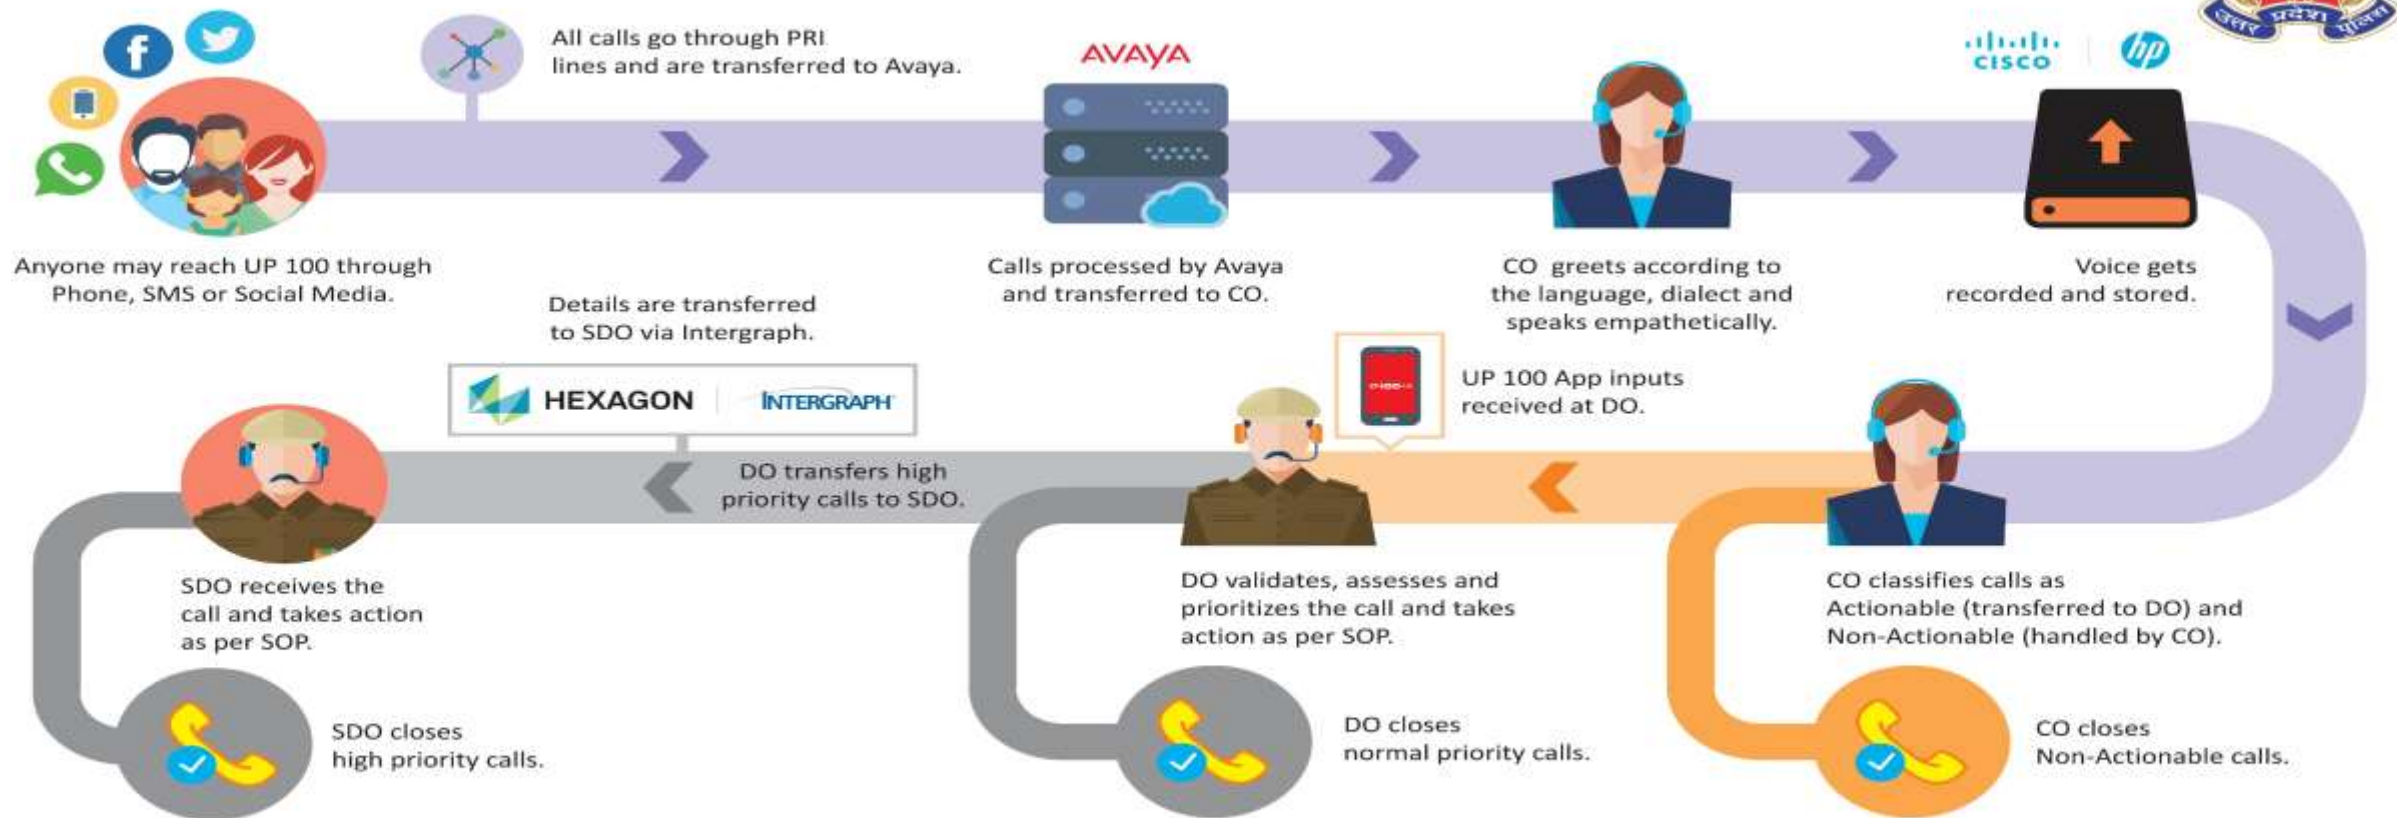 उत्तर प्रदेश पुलिस
All calls go through PRI
lines and are transferred to Avaya.
AVAYA
CISCO
hp
Anyone may reach UP 100 through
Phone, SMS or Social Media.
Calls processed by Avaya
and transferred to CO.
CO greets according to
the language, dialect and
speaks empathetically.
Voice gets
recorded and stored.
Details are transferred
to SDO via Intergraph.
HEXAGON
INTERGRAPH
UP 100 App inputs
received at DO.
DO transfers high
priority calls to SDO.
SDO receives the
call and takes action
as per SOP.
DO validates, assesses and
prioritizes the call and takes
action as per SOP.
CO classifies calls as
Actionable (transferred to DO) and
Non-Actionable (handled by CO).
SDO closes
high priority calls.
DO closes
normal priority calls.
CO closes
Non-Actionable calls.